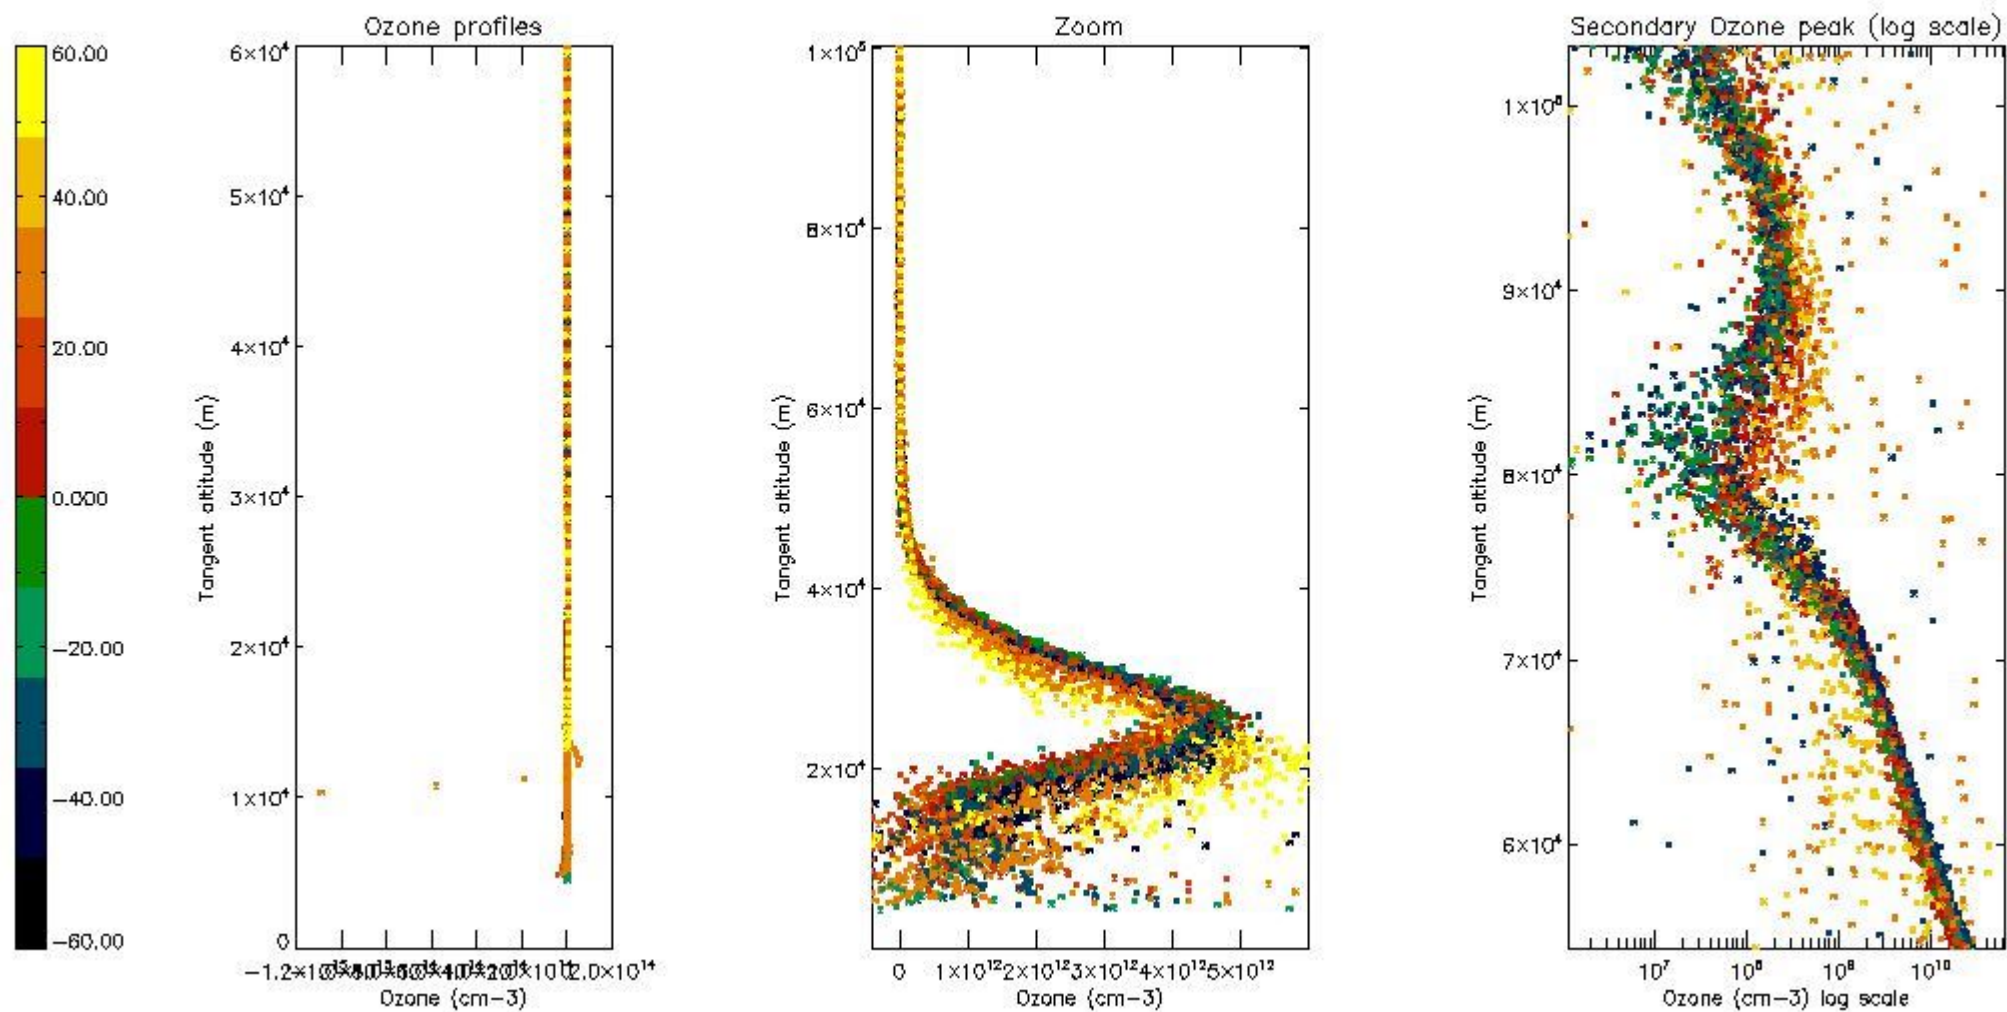 Ozone profiles
Zoom
Secondary Ozone peak (log scale)
60.00
40.00
20.00
0.000
−20.00
−40.00
−60.00
6×10⁴
5×10⁴
4×10⁴
3×10⁴
2×10⁴
1×10⁴
0
Tangent altitude (m)
2.0×10¹⁴
Ozone (cm−3)
1×10⁵
8×10⁴
6×10⁴
4×10⁴
2×10⁴
Tangent altitude (m)
0 1×10¹² 2×10¹² 3×10¹² 4×10¹² 5×10¹²
Ozone (cm−3)
9×10⁴
8×10⁴
7×10⁴
6×10⁴
Tangent altitude (m)
10⁷ 10⁸ 10⁹ 10¹⁰
Ozone (cm−3) log scale